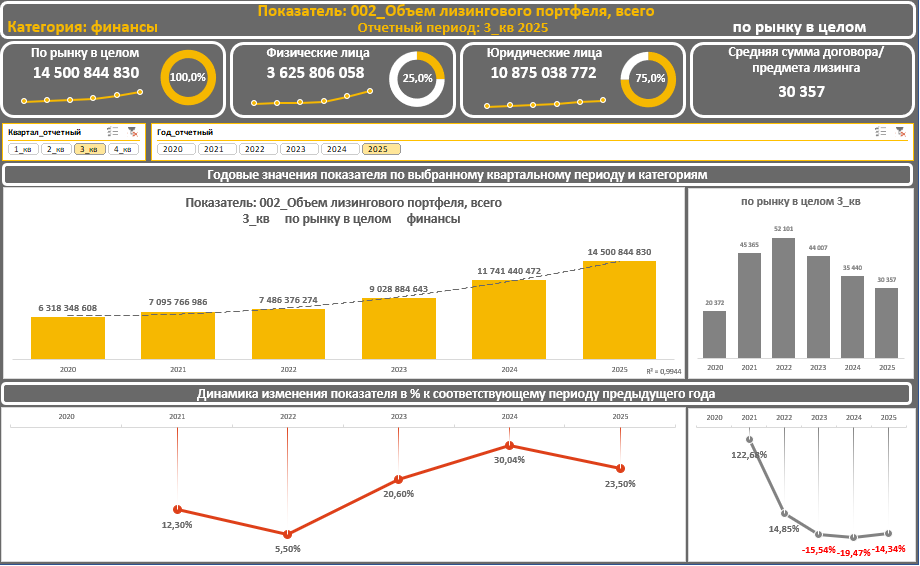 Показатель: 002_Объем лизингового портфеля, всего
Категория: финансы
Отчетный период: 3_кв 2025
по рынку в целом
По рынку в целом
14 500 844 830
100,0%
Физические лица
3 625 806 058
25,0%
Юридические лица
10 875 038 772
75,0%
Средняя сумма договора/
предмета лизинга
30 357
Квартал_отчетный
1_кв 2_кв 3_кв 4_кв
Год_отчетный
2020 2021 2022 2023 2024 2025
Годовые значения показателя по выбранному квартальному периоду и категориям
Показатель: 002_Объем лизингового портфеля, всего
3_кв по рынку в целом финансы
14 500 844 830
11 741 440 472
9 028 884 643
7 486 376 274
7 095 766 986
6 318 348 608
2020 2021 2022 2023 2024 2025
R² = 0,9944
по рынку в целом 3_кв
52 101
45 365
44 007
35 440
30 357
20 372
2020 2021 2022 2023 2024 2025
Динамика изменения показателя в % к соответствующему периоду предыдущего года
2020 2021 2022 2023 2024 2025
30,04%
23,50%
20,60%
12,30%
5,50%
2020 2021 2022 2023 2024 2025
122,68%
14,85%
-15,54% -19,47% -14,34%